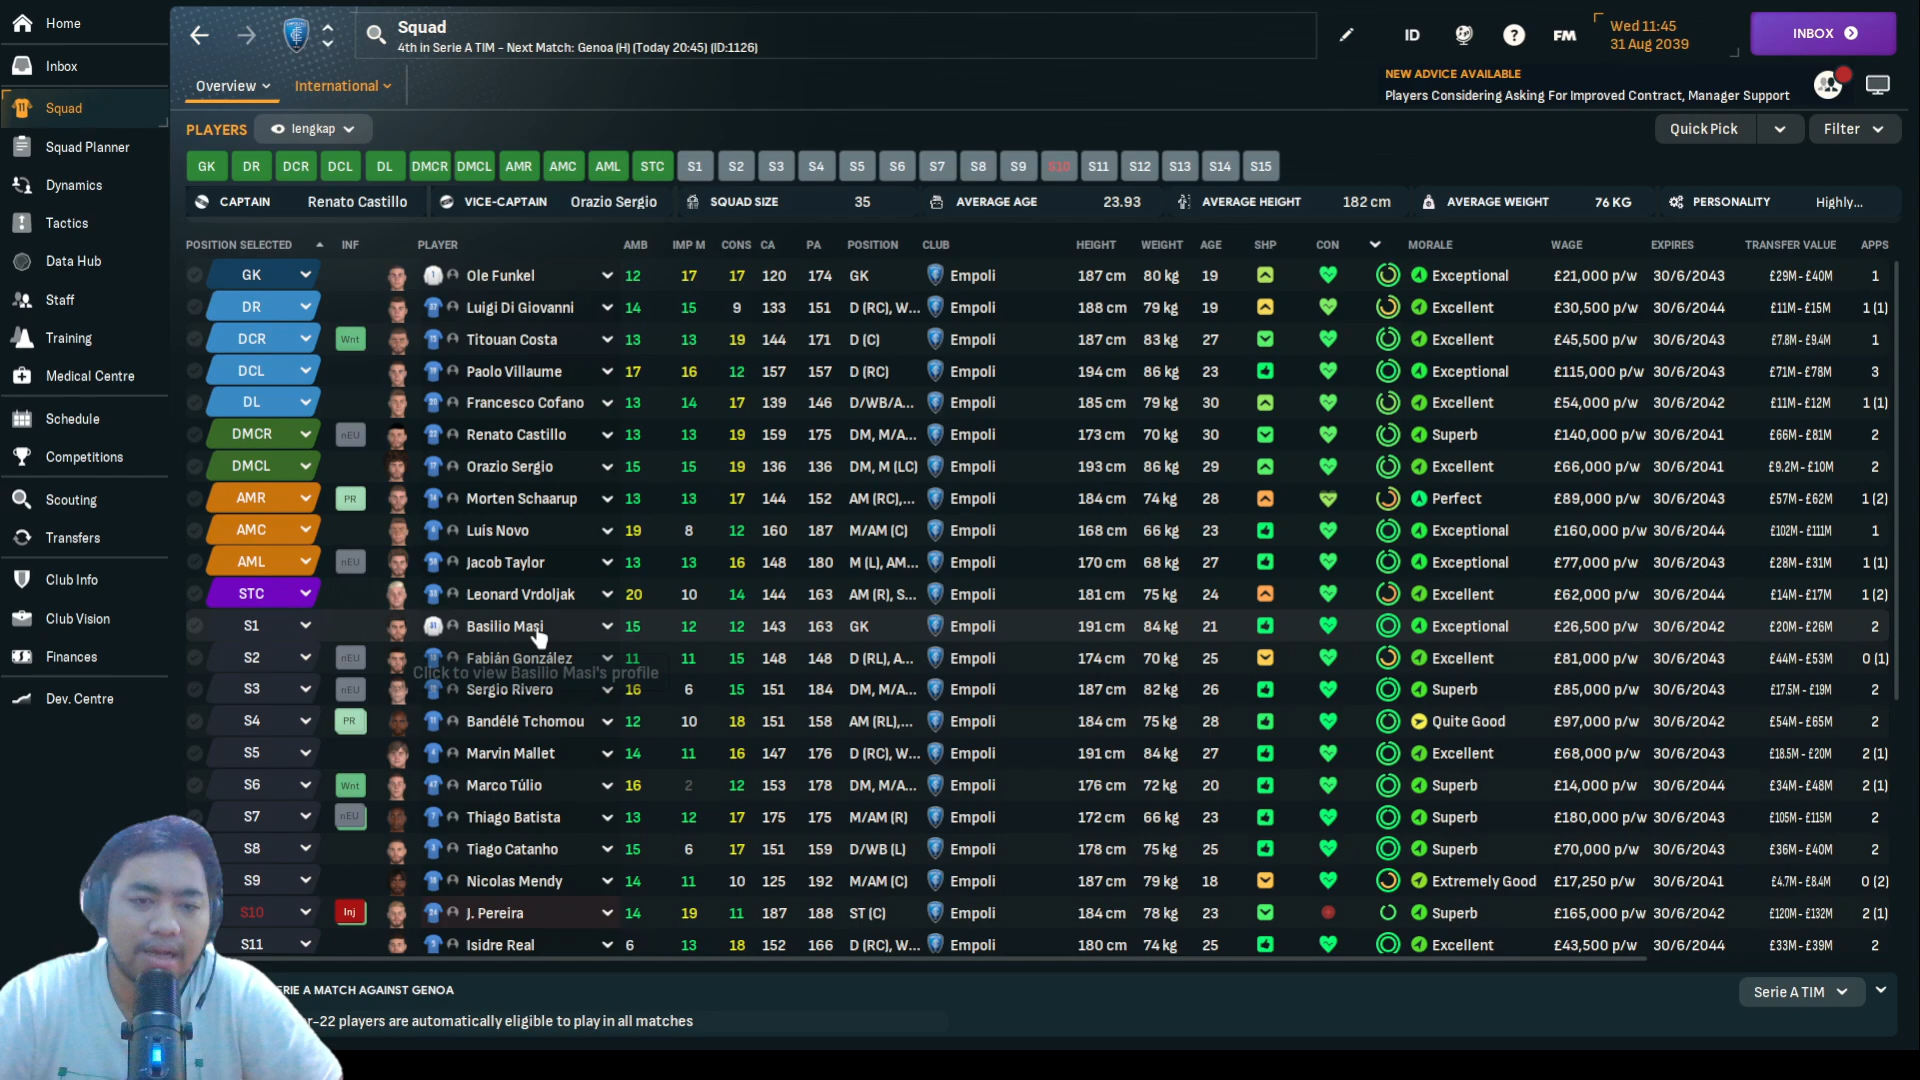 Home
Inbox
Squad
Squad Planner
Dynamics
Tactics
Data Hub
Staff
Training
Medical Centre
Schedule
Competitions
Scouting
Transfers
Club Info
Club Vision
Finances
Dev. Centre
Squad
4th in Serie A TIM - Next Match: Genoa (H) (Today 20:45) (ID:1126)
ID ? FM
Wed 11:45
31 Aug 2039
INBOX
Overview International
NEW ADVICE AVAILABLE
Players Considering Asking For Improved Contract, Manager Support
PLAYERS lengkap
Quick Pick Filter
GK DR DCR DCL DL DMCR DMCL AMR AMC AML STC S1 S2 S3 S4 S5 S6 S7 S8 S9 S10 S11 S12 S13 S14 S15
CAPTAIN Renato Castillo VICE-CAPTAIN Orazio Sergio SQUAD SIZE 35 AVERAGE AGE 23.93 AVERAGE HEIGHT 182 cm AVERAGE WEIGHT 76 KG PERSONALITY Highly...
POSITION SELECTED INF PLAYER AMB IMP M CONS CA PA POSITION CLUB HEIGHT WEIGHT AGE SHP CON MORALE WAGE EXPIRES TRANSFER VALUE APPS
GK Ole Funkel 12 17 17 120 174 GK Empoli 187 cm 80 kg 19 Exceptional £21,000 p/w 30/6/2043 £29M - £40M 1
DR Luigi Di Giovanni 14 15 9 133 151 D (RC), W... Empoli 188 cm 79 kg 19 Excellent £30,500 p/w 30/6/2044 £11M - £15M 1 (1)
DCR Wnt Titouan Costa 13 13 19 144 171 D (C) Empoli 187 cm 83 kg 27 Excellent £45,500 p/w 30/6/2043 £7.8M - £9.4M 1
DCL Paolo Villaume 17 16 12 157 157 D (RC) Empoli 194 cm 86 kg 23 Exceptional £115,000 p/w 30/6/2043 £71M - £78M 3
DL Francesco Cofano 13 14 17 139 146 D/WB/A... Empoli 185 cm 79 kg 30 Excellent £54,000 p/w 30/6/2042 £11M - £12M 1 (1)
DMCR nEU Renato Castillo 13 13 19 159 175 DM, M/A... Empoli 173 cm 70 kg 30 Superb £140,000 p/w 30/6/2041 £66M - £81M 2
DMCL Orazio Sergio 15 15 19 136 136 DM, M (LC) Empoli 193 cm 86 kg 29 Excellent £66,000 p/w 30/6/2041 £9.2M - £10M 2
AMR PR Morten Schaarup 13 13 17 144 152 AM (RC),... Empoli 184 cm 74 kg 28 Perfect £89,000 p/w 30/6/2043 £57M - £62M 1 (2)
AMC Luís Novo 19 8 12 160 187 M/AM (C) Empoli 168 cm 66 kg 23 Exceptional £160,000 p/w 30/6/2044 £102M - £111M 1
AML nEU Jacob Taylor 13 13 16 148 180 M (L), AM... Empoli 170 cm 68 kg 27 Exceptional £77,000 p/w 30/6/2043 £28M - £31M 1 (1)
STC Leonard Vrdoljak 20 10 14 144 163 AM (R), S... Empoli 181 cm 75 kg 24 Excellent £62,000 p/w 30/6/2044 £14M - £17M 1 (2)
S1 Basilio Masi 15 12 12 143 163 GK Empoli 191 cm 84 kg 21 Exceptional £26,500 p/w 30/6/2043 £20M - £26M 2
S2 nEU Fabián González 11 11 15 148 148 D (RL), A... Empoli 174 cm 70 kg 25 Excellent £81,000 p/w 30/6/2043 £44M - £53M 0 (1)
Click to view Basilio Masi's profile
S3 nEU Sergio Rivero 16 6 15 151 184 DM, M/A... Empoli 187 cm 82 kg 26 Superb £85,000 p/w 30/6/2043 £17.5M - £19M 2
S4 PR Bandélé Tchomou 12 10 18 151 158 AM (RL),... Empoli 184 cm 75 kg 28 Quite Good £97,000 p/w 30/6/2042 £54M - £65M 2
S5 Marvin Mallet 14 11 16 147 176 D (RC), W... Empoli 191 cm 84 kg 27 Excellent £68,000 p/w 30/6/2043 £18.5M - £20M 2 (1)
S6 Wnt Marco Túlio 16 2 12 153 178 DM, M/A... Empoli 176 cm 72 kg 20 Superb £14,000 p/w 30/6/2044 £34M - £48M 2 (1)
S7 nEU Thiago Batista 13 12 17 175 175 M/AM (R) Empoli 172 cm 66 kg 23 Superb £180,000 p/w 30/6/2043 £105M - £115M 2
S8 Tiago Catanho 15 6 17 151 159 D/WB (L) Empoli 178 cm 75 kg 25 Superb £70,000 p/w 30/6/2043 £36M - £40M 2
S9 Nicolas Mendy 14 11 10 125 192 M/AM (C) Empoli 187 cm 79 kg 18 Extremely Good £17,250 p/w 30/6/2041 £4.7M - £8.4M 0 (2)
S10 Inj J. Pereira 14 19 11 187 188 ST (C) Empoli 184 cm 78 kg 23 Superb £165,000 p/w 30/6/2042 £120M - £132M 2 (1)
S11 Isidre Real 6 13 18 152 166 D (RC), W... Empoli 180 cm 74 kg 25 Excellent £43,500 p/w 30/6/2044 £33M - £39M 2
ERIE A MATCH AGAINST GENOA
Serie A TIM
r-22 players are automatically eligible to play in all matches